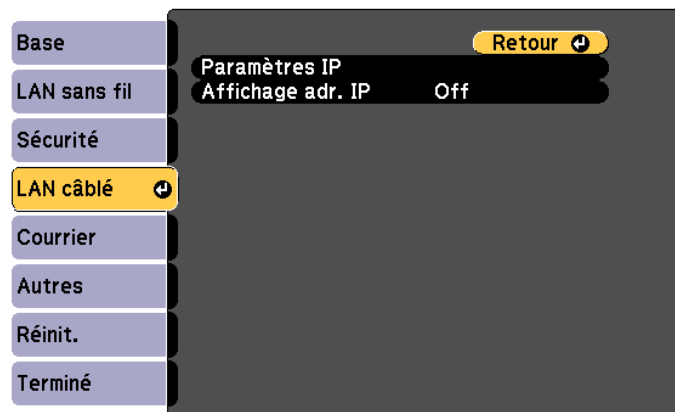 Base
LAN sans fil
Sécurité
LAN câblé
Courrier
Autres
Réinit.
Terminé
Retour
Paramètres IP
Affichage adr. IP Off